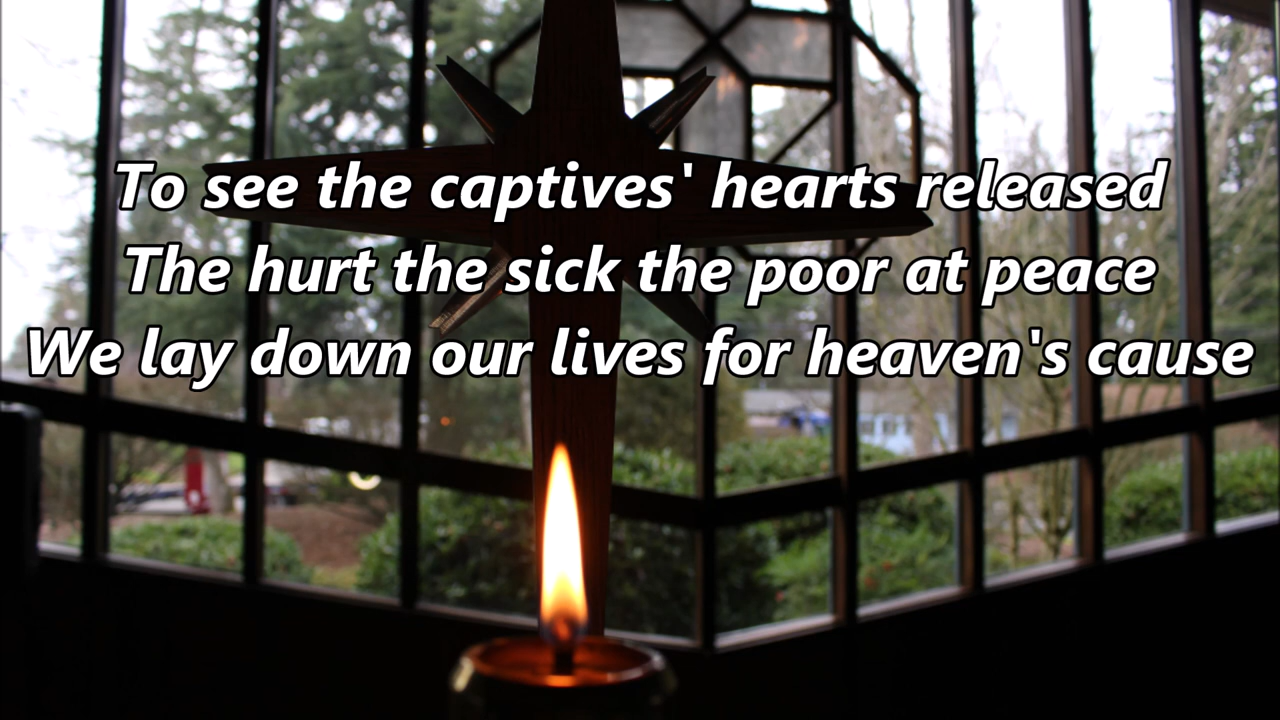 To see the captives' hearts released
The hurt the sick the poor at peace
We lay down our lives for heaven's cause